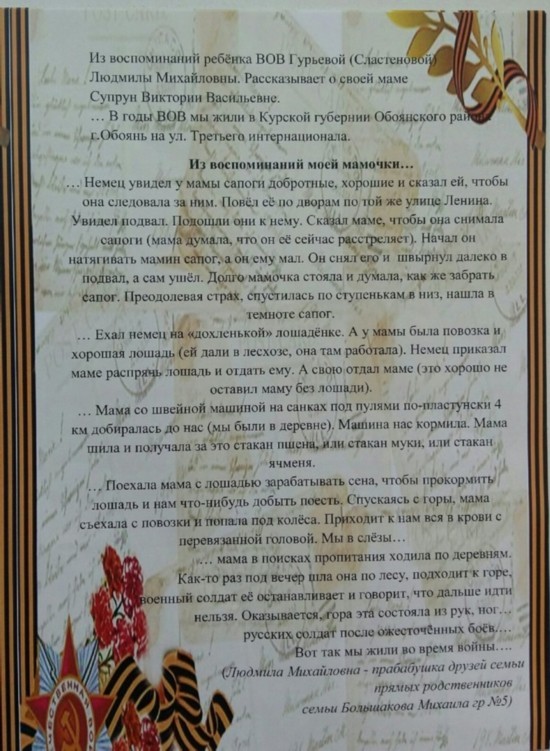 Из воспоминаний ребёнка ВОВ Гурьевой (Сластеновой)
Людмилы Михайловны. Рассказывает о своей маме
Супрун Виктории Васильевне.
… В годы ВОВ мы жили в Курской губернии Обоянского района
г.Обоянь на ул. Третьего интернационала.
Из воспоминаний моей мамочки…
… Немец увидел у мамы сапоги добротные, хорошие и сказал ей, чтобы
она следовала за ним. Повёл её по дворам по той же улице Ленина.
Увидел подвал. Подошли они к нему. Сказал маме, чтобы она снимала
сапоги (мама думала, что он её сейчас расстреляет). Начал он
натягивать мамин сапог, а он ему мал. Он снял его и швырнул далеко в
подвал, а сам ушёл. Долго мамочка стояла и думала, как же забрать
сапог. Преодолевая страх, спустилась по ступенькам в низ, нашла в
темноте сапог.
… Ехал немец на «дохленькой» лошадёнке. А у мамы была повозка и
хорошая лошадь (ей дали в лесхозе, она там работала). Немец приказал
маме распрячь лошадь и отдать ему. А свою отдал маме (это хорошо не
оставил маму без лошади).
… Мама со швейной машиной на санках под пулями по-пластунски 4
км добиралась до нас (мы были в деревне). Машина нас кормила. Мама
шила и получала за это стакан пшена, или стакан муки, или стакан
ячменя.
… Поехала мама с лошадью зарабатывать сена, чтобы прокормить
лошадь и нам что-нибудь добыть поесть. Спускаясь с горы, мама
съехала с повозки и попала под колёса. Приходит к нам вся в крови с
перевязанной головой. Мы в слёзы…
… мама в поисках пропитания ходила по деревням.
Как-то раз под вечер шла она по лесу, подходит к горе,
военный солдат её останавливает и говорит, что дальше идти
нельзя. Оказывается, гора эта состояла из рук, ног…
русских солдат после ожесточённых боёв….
Вот так мы жили во время войны….
(Людмила Михайловна - прабабушка друзей семьи
прямых родственников
семьи Большакова Михаила гр №5)